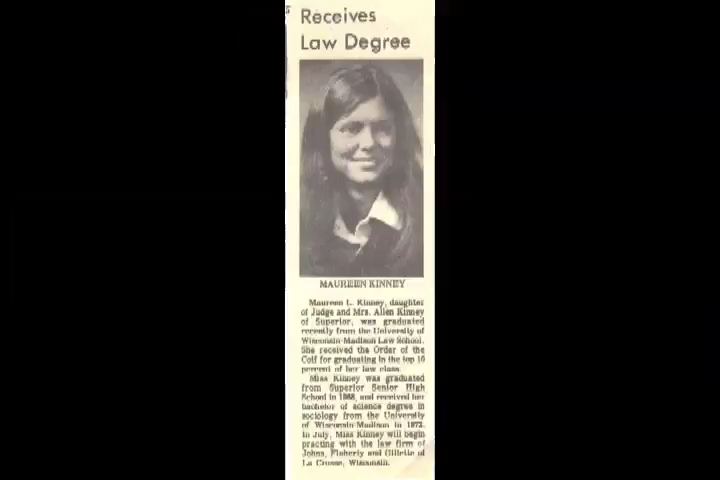 Receives
Law Degree
MAUREEN KINNEY
Maureen L. Kinney, daughter
of Judge and Mrs. Allen Kinney
of Superior, was graduated
recently from the University of
Wisconsin-Madison Law School.
She received the Order of the
Coif for graduating in the top 10
percent of her law class.
Miss Kinney was graduated
from Superior Senior High
School in 1968, and received her
bachelor of science degree in
sociology from the University
of Wisconsin-Madison in 1972.
In July, Miss Kinney will begin
practing with the law firm of
Johns, Flaherty and Gillette of
La Crosse, Wisconsin.